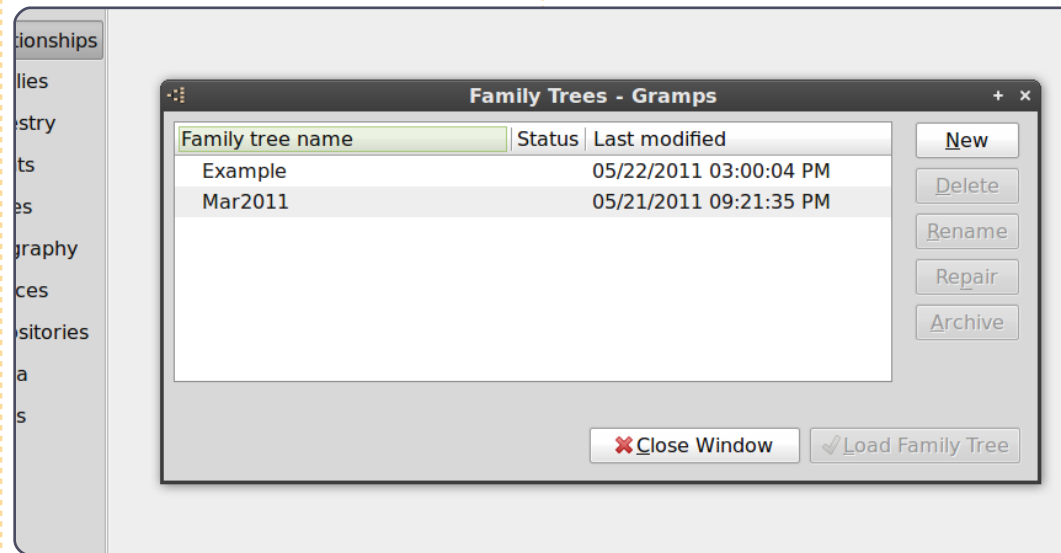 tionships
lies
estry
ts
es
graphy
ces
ositories
a
s
Family Trees - Gramps
Family tree name Status Last modified
Example 05/22/2011 03:00:04 PM
Mar2011 05/21/2011 09:21:35 PM
New
Delete
Rename
Repair
Archive
Close Window Load Family Tree